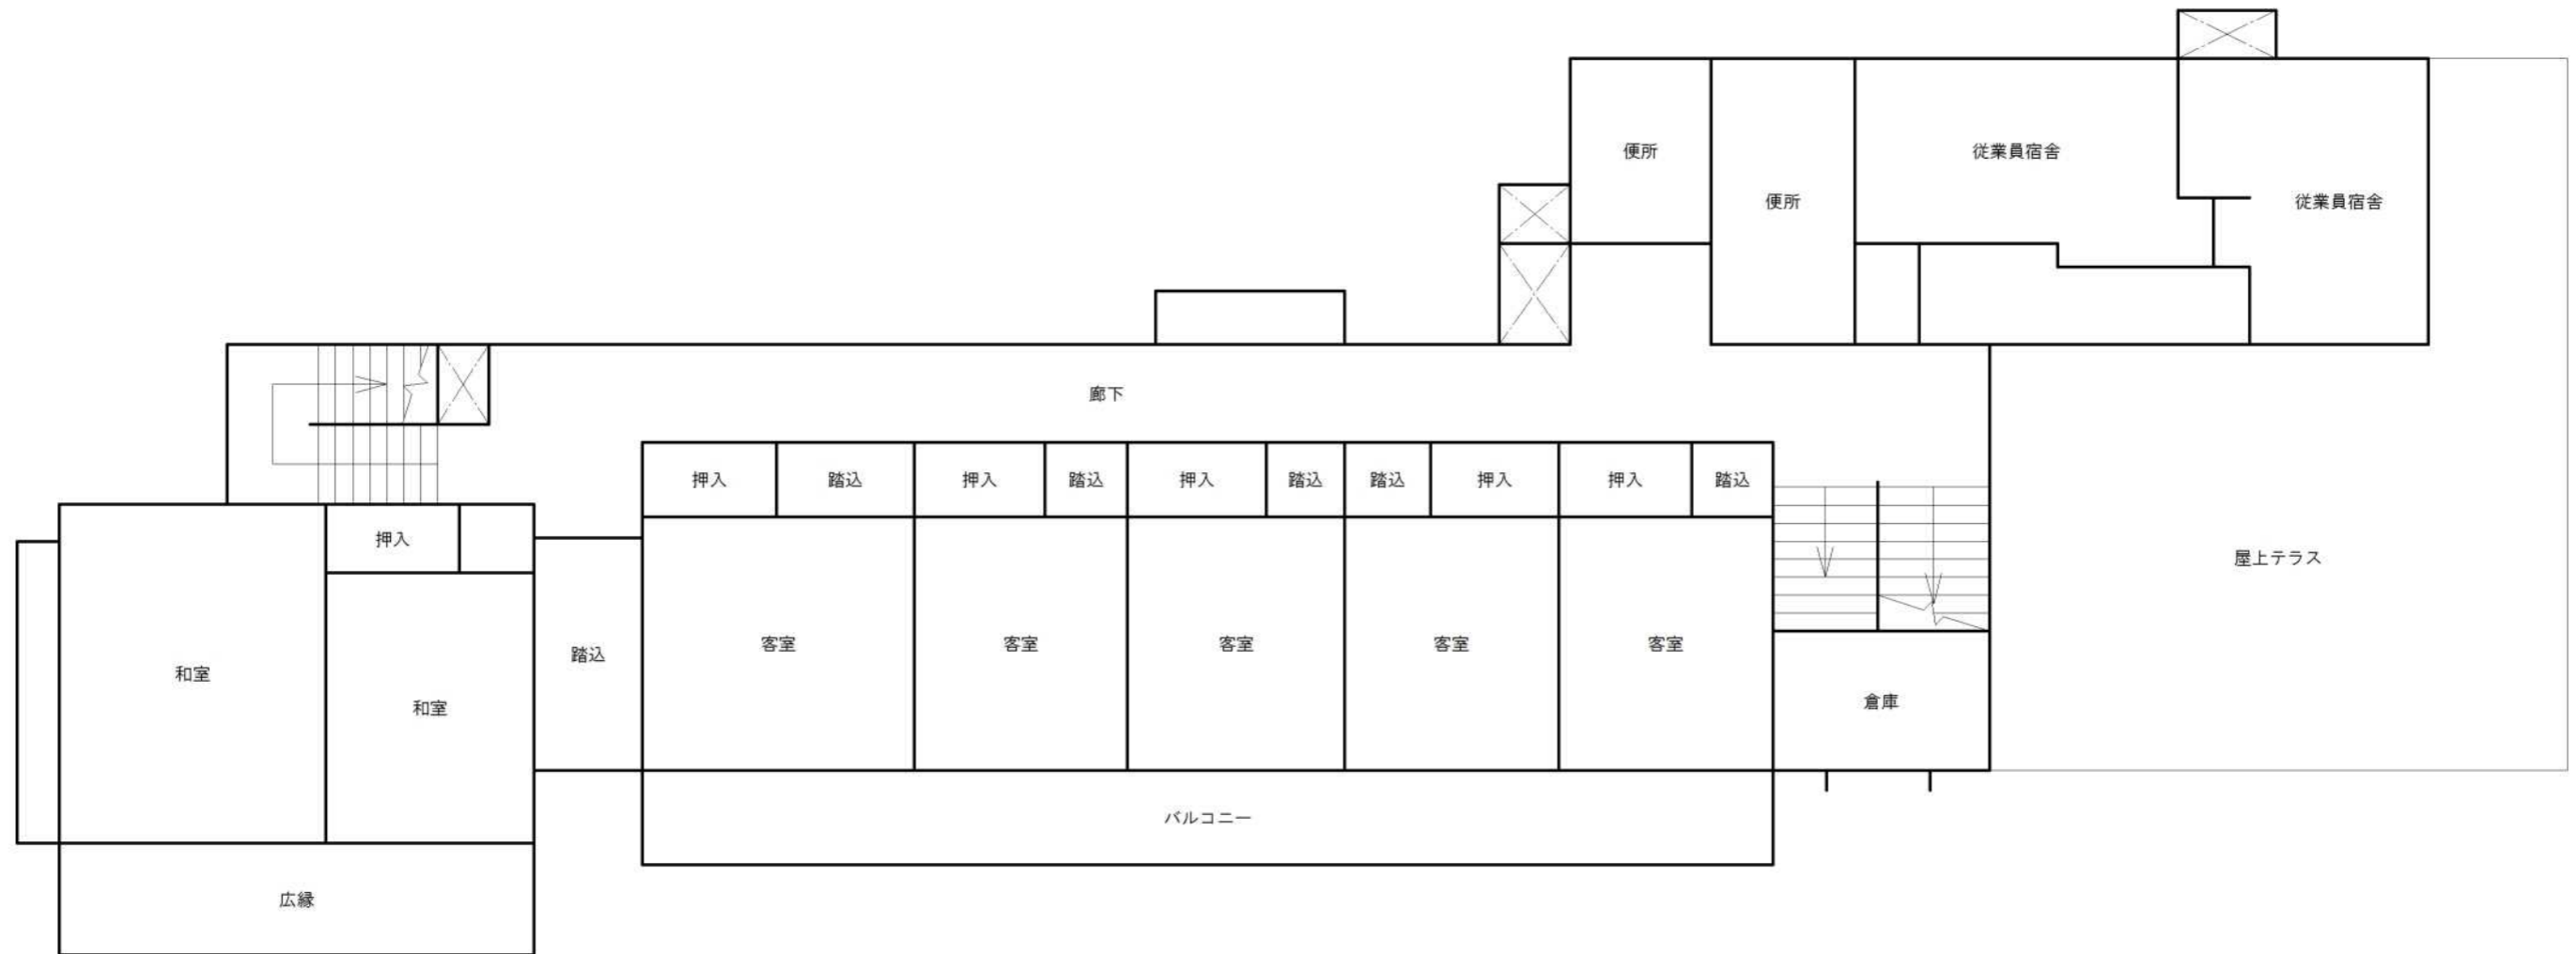 便所
従業員宿舎
便所
従業員宿舎
廊下
押入
踏込
押入
踏込
押入
踏込
踏込
押入
押入
踏込
押入
屋上テラス
客室
客室
客室
客室
客室
踏込
和室
和室
倉庫
バルコニー
広縁